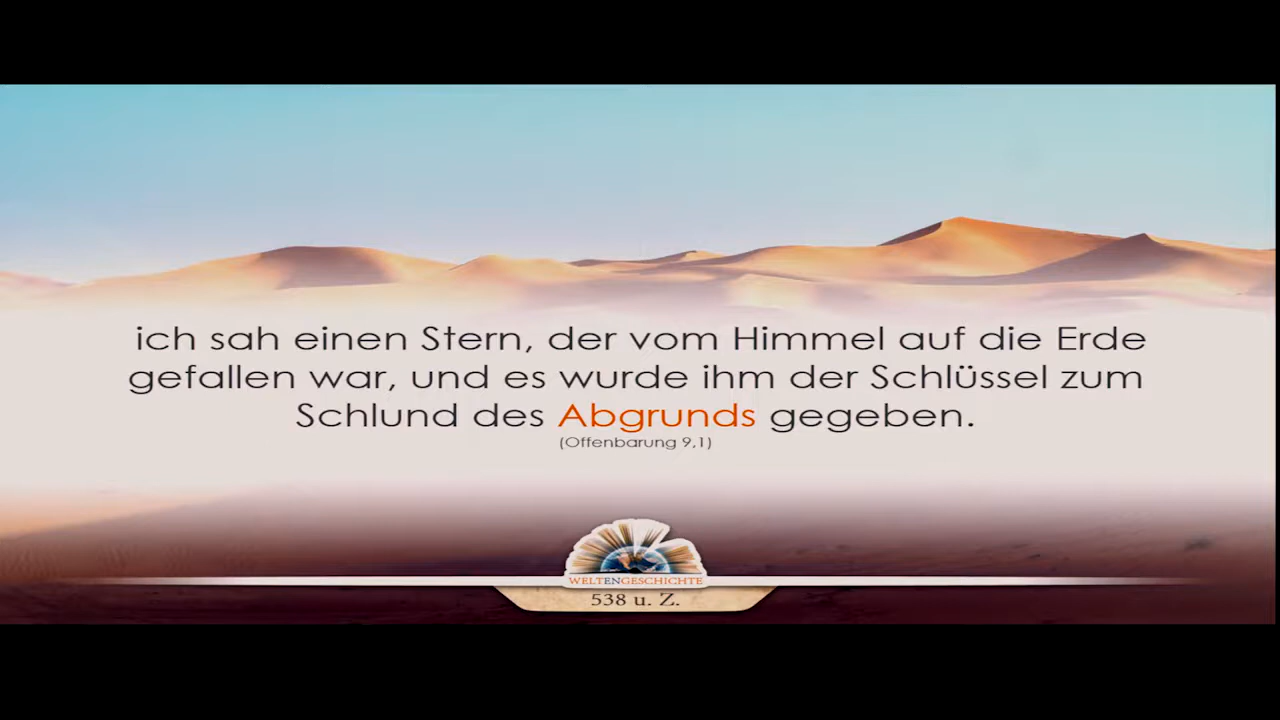 ich sah einen Stern, der vom Himmel auf die Erde
gefallen war, und es wurde ihm der Schlüssel zum
Schlund des Abgrunds gegeben.
(Offenbarung 9,1)
WELTENGESCHICHTE
538 u. Z.